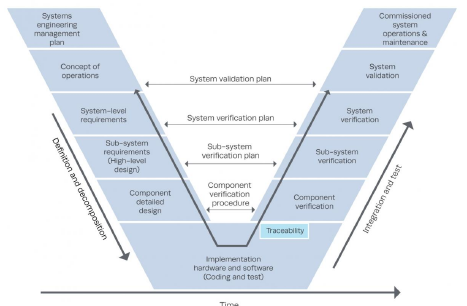 Systems
engineering
management
plan
Commissioned
system
operations &
maintenance
Concept of
operations
System validation plan
System
validation
System-level
requirements
System verification plan
System
verification
Sub-system
requirements
(High-level
design)
Sub-system
verification plan
Sub-system
verification
Component
detailed
design
Component
verification
procedure
Component
verification
Definition and decomposition
Integration and test
Traceability
Implementation
hardware and software
(Coding and test)
Time